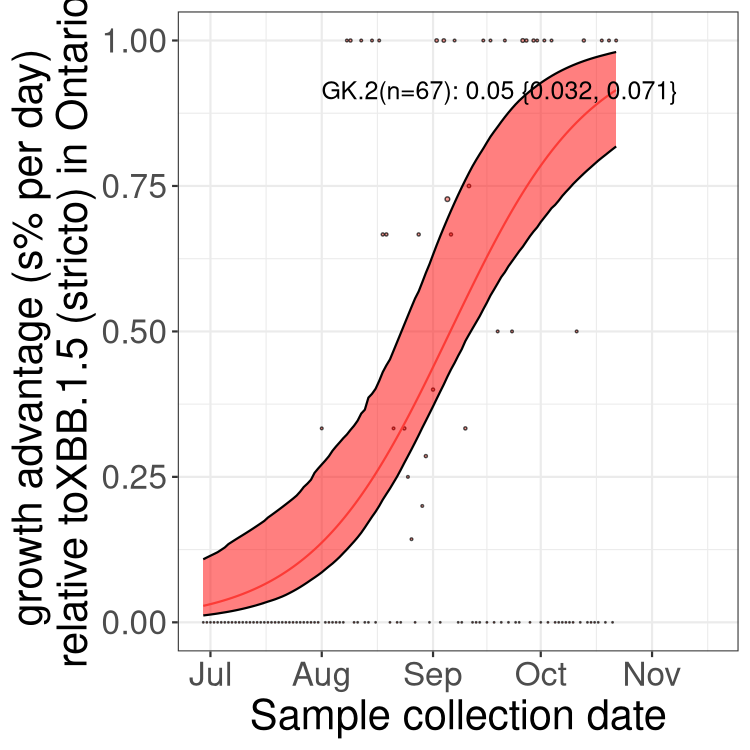 growth advantage (s% per day)
relative toXBB.1.5 (stricto) in Ontario
1.00
0.75
0.50
0.25
0.00
GK.2(n=67): 0.05 {0.032, 0.071}
Jul Aug Sep Oct Nov
Sample collection date